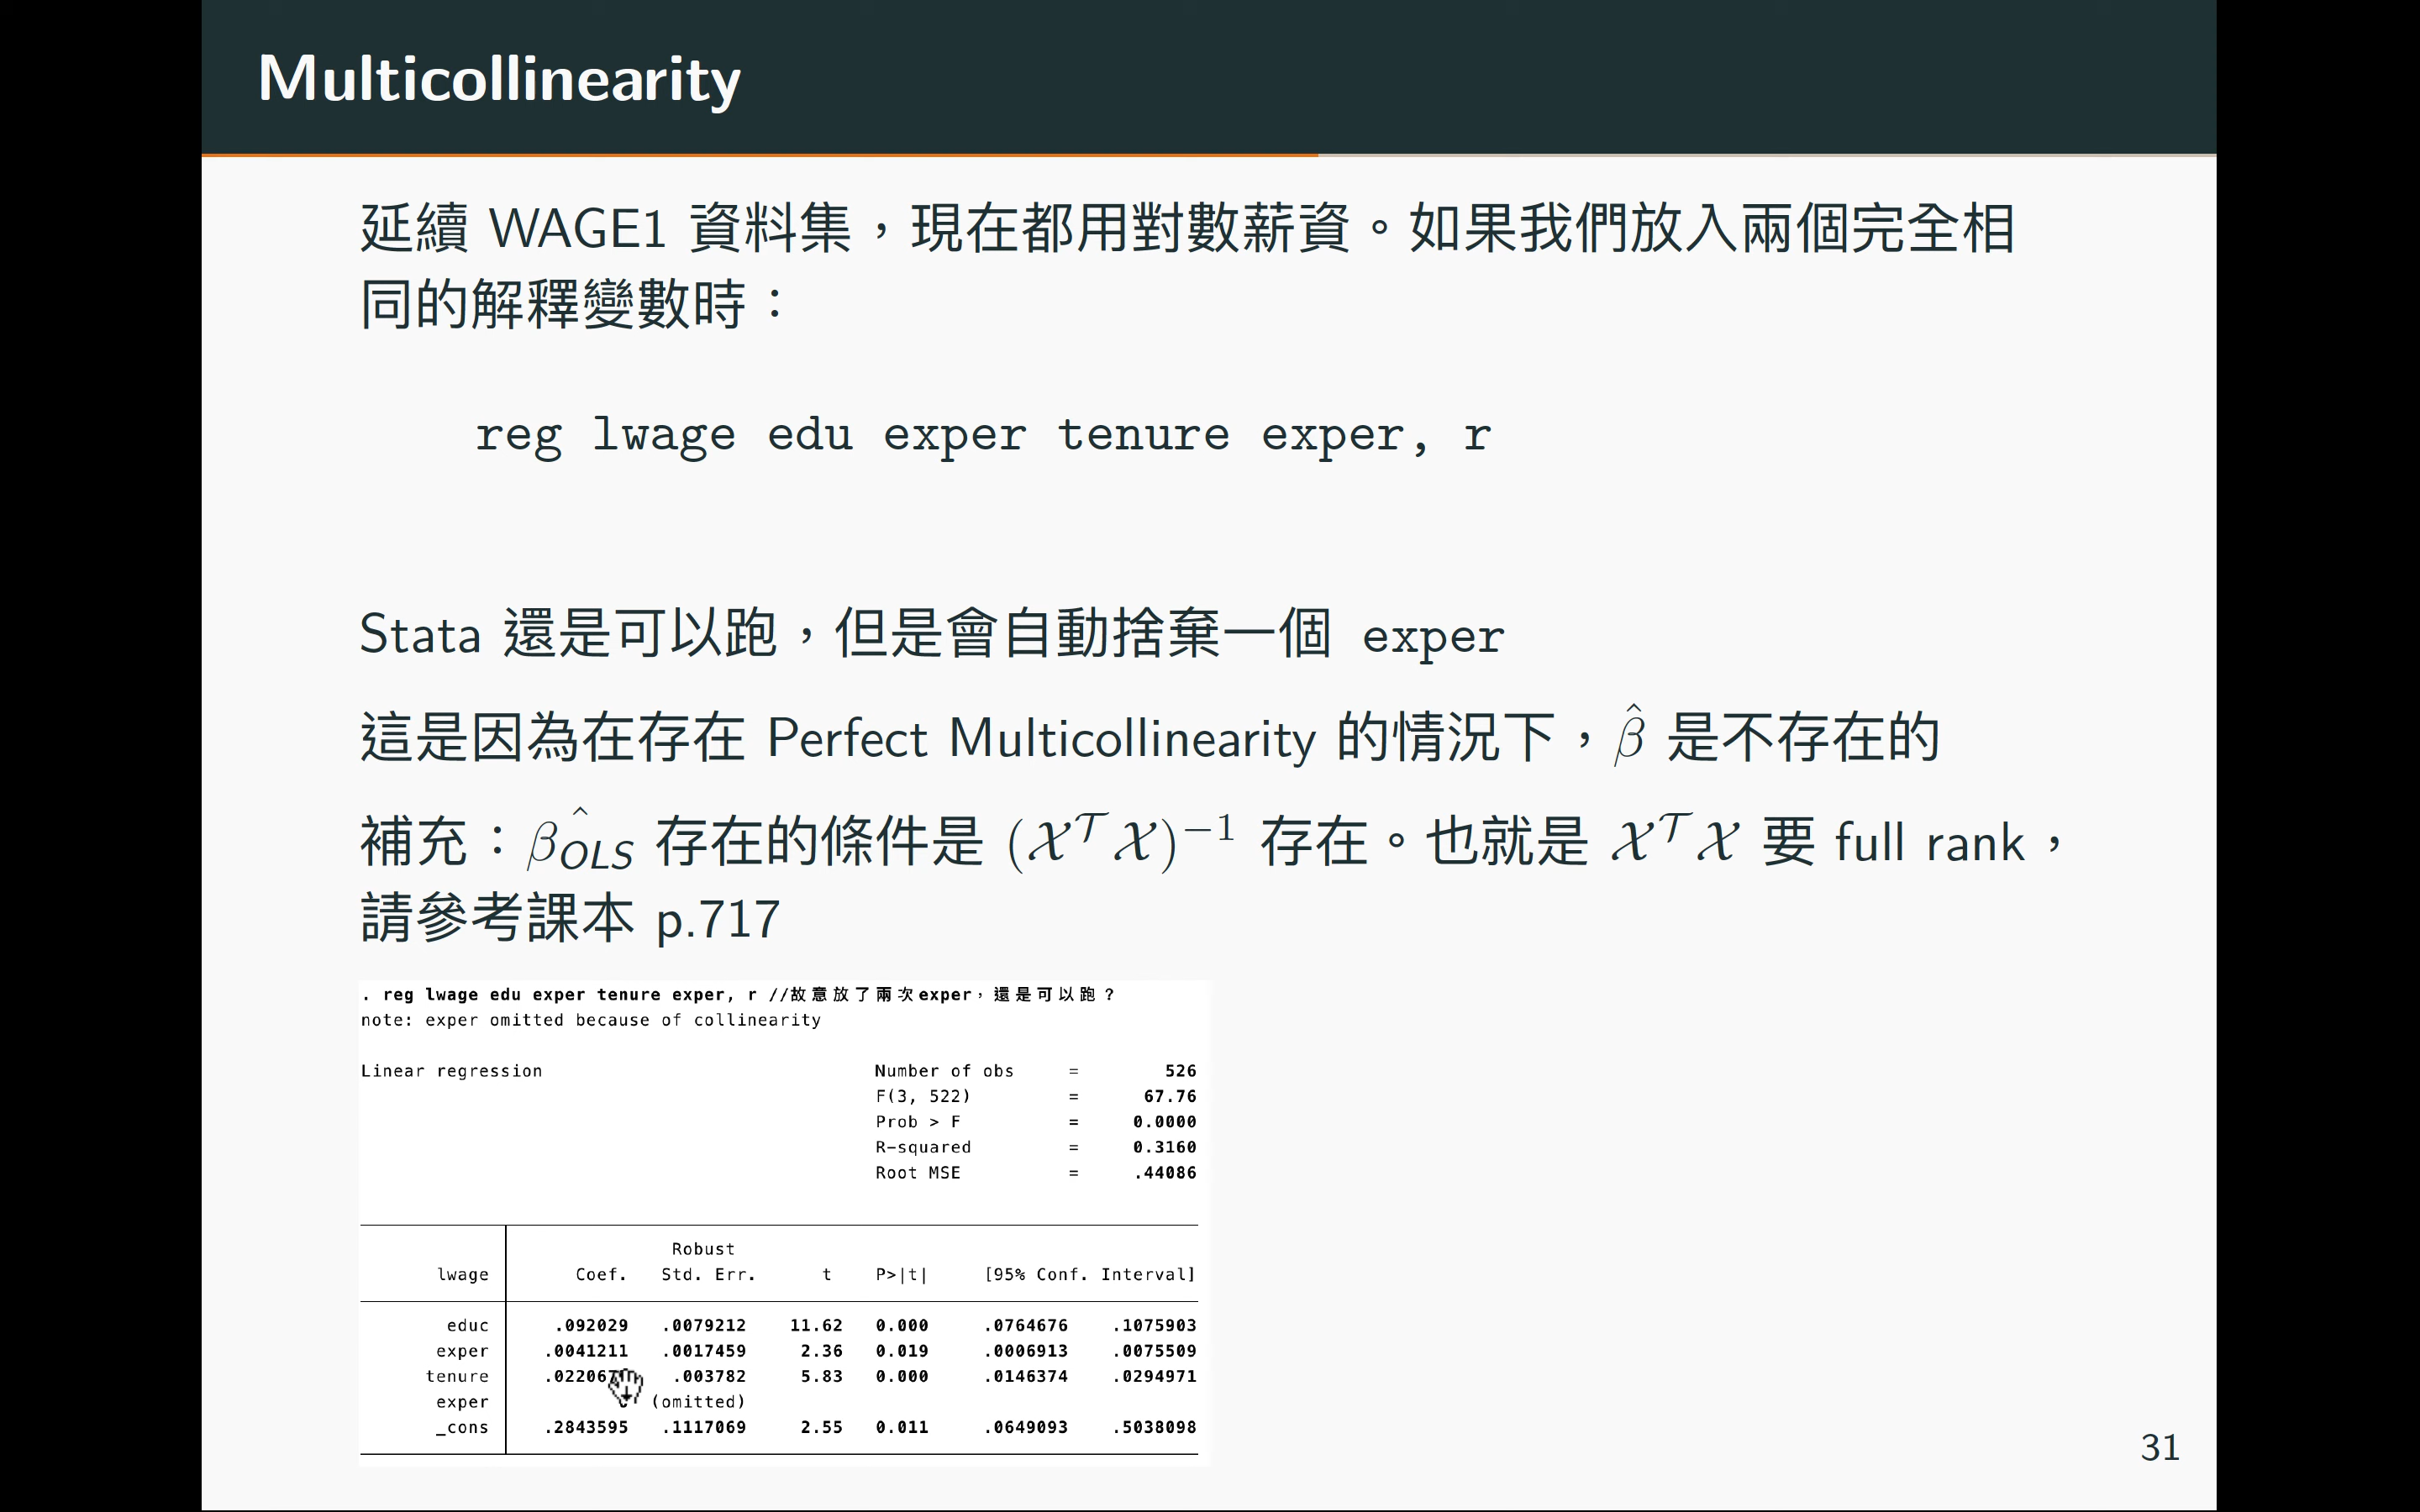 Multicollinearity
延續 WAGE1 資料集，現在都用對數薪資。如果我們放入兩個完全相
同的解釋變數時：
reg lwage edu exper tenure exper, r
Stata 還是可以跑，但是會自動捨棄一個 exper
這是因為在存在 Perfect Multicollinearity 的情況下，β̂ 是不存在的
補充：β̂_OLS 存在的條件是 (𝒳^𝒯 𝒳)^−1 存在。也就是 𝒳^𝒯 𝒳 要 full rank，
請參考課本 p.717
. reg lwage edu exper tenure exper, r //故意放了兩次exper，還是可以跑？
note: exper omitted because of collinearity
Linear regression Number of obs = 526
F(3, 522) = 67.76
Prob > F = 0.0000
R-squared = 0.3160
Root MSE = .44086
Robust
lwage Coef. Std. Err. t P>|t| [95% Conf. Interval]
educ .092029 .0079212 11.62 0.000 .0764676 .1075903
exper .0041211 .0017459 2.36 0.019 .0006913 .0075509
tenure .003782 5.83 0.000 .0146374 .0294971
exper (omitted)
_cons .2843595 .1117069 2.55 0.011 .0649093 .5038098
31